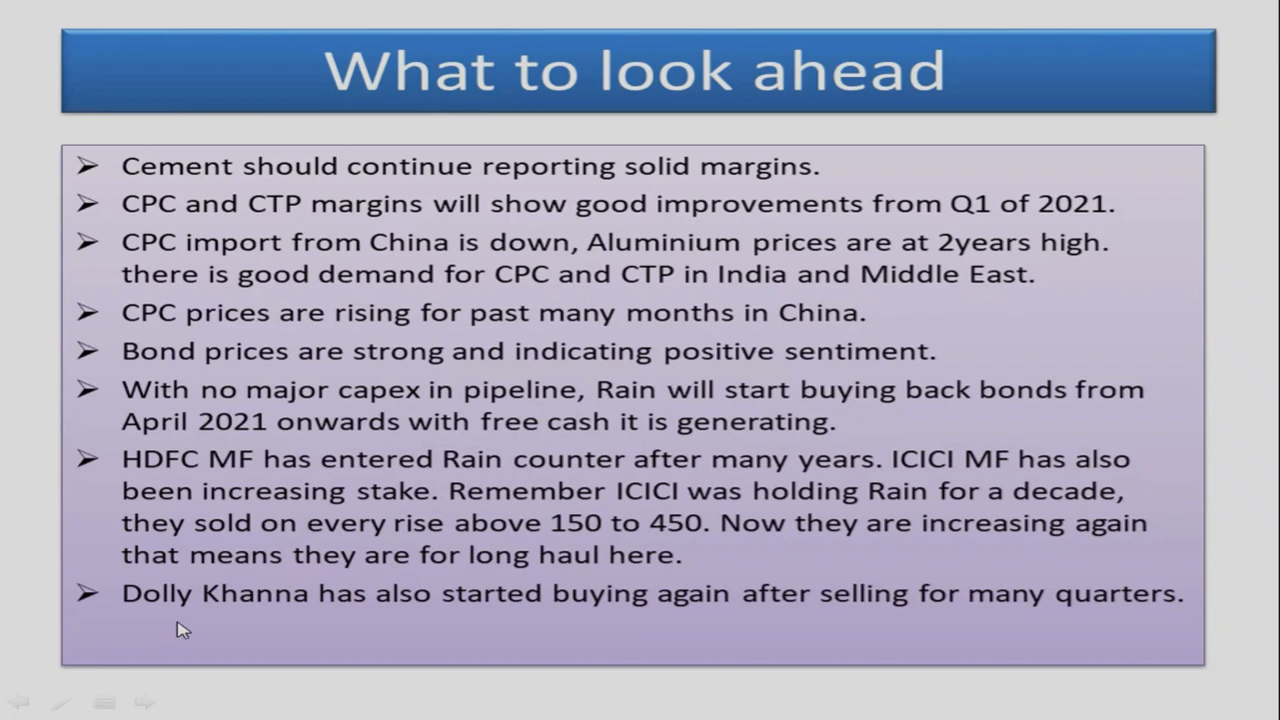 What to look ahead
Cement should continue reporting solid margins.
CPC and CTP margins will show good improvements from Q1 of 2021.
CPC import from China is down, Aluminium prices are at 2years high.
there is good demand for CPC and CTP in India and Middle East.
CPC prices are rising for past many months in China.
Bond prices are strong and indicating positive sentiment.
With no major capex in pipeline, Rain will start buying back bonds from
April 2021 onwards with free cash it is generating.
HDFC MF has entered Rain counter after many years. ICICI MF has also
been increasing stake. Remember ICICI was holding Rain for a decade,
they sold on every rise above 150 to 450. Now they are increasing again
that means they are for long haul here.
Dolly Khanna has also started buying again after selling for many quarters.